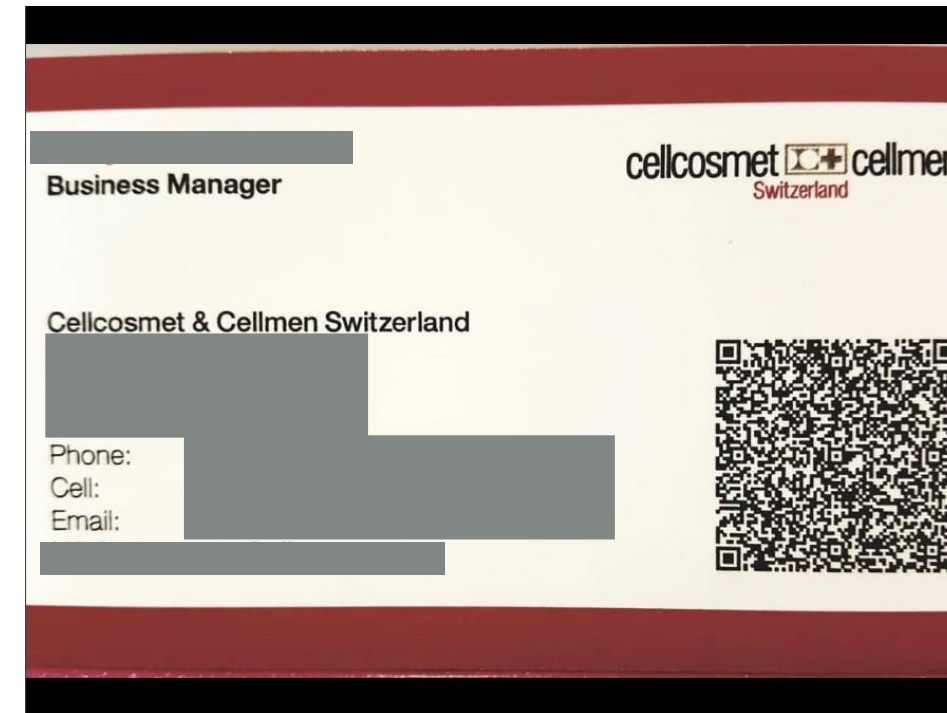 Business Manager
cellcosmet cellmen
Switzerland
Cellcosmet & Cellmen Switzerland
Phone:
Cell:
Email: